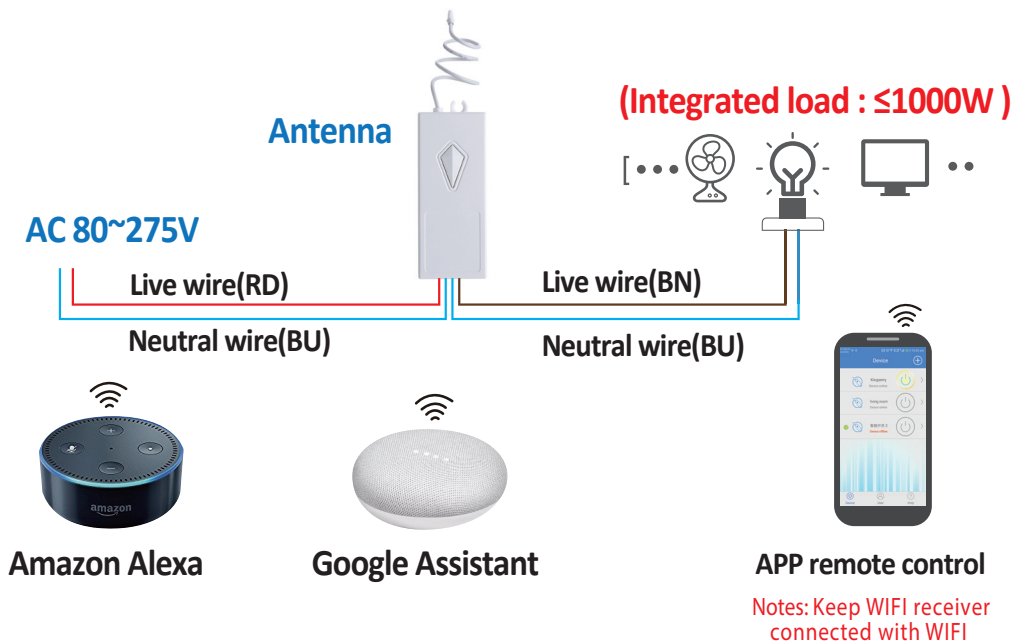 (Integrated load : ≤1000W )
Antenna
AC 80~275V
Live wire(RD)
Live wire(BN)
Neutral wire(BU)
Neutral wire(BU)
Device
amazon
Amazon Alexa
Google Assistant
APP remote control
Notes: Keep WIFI receiver
connected with WIFI